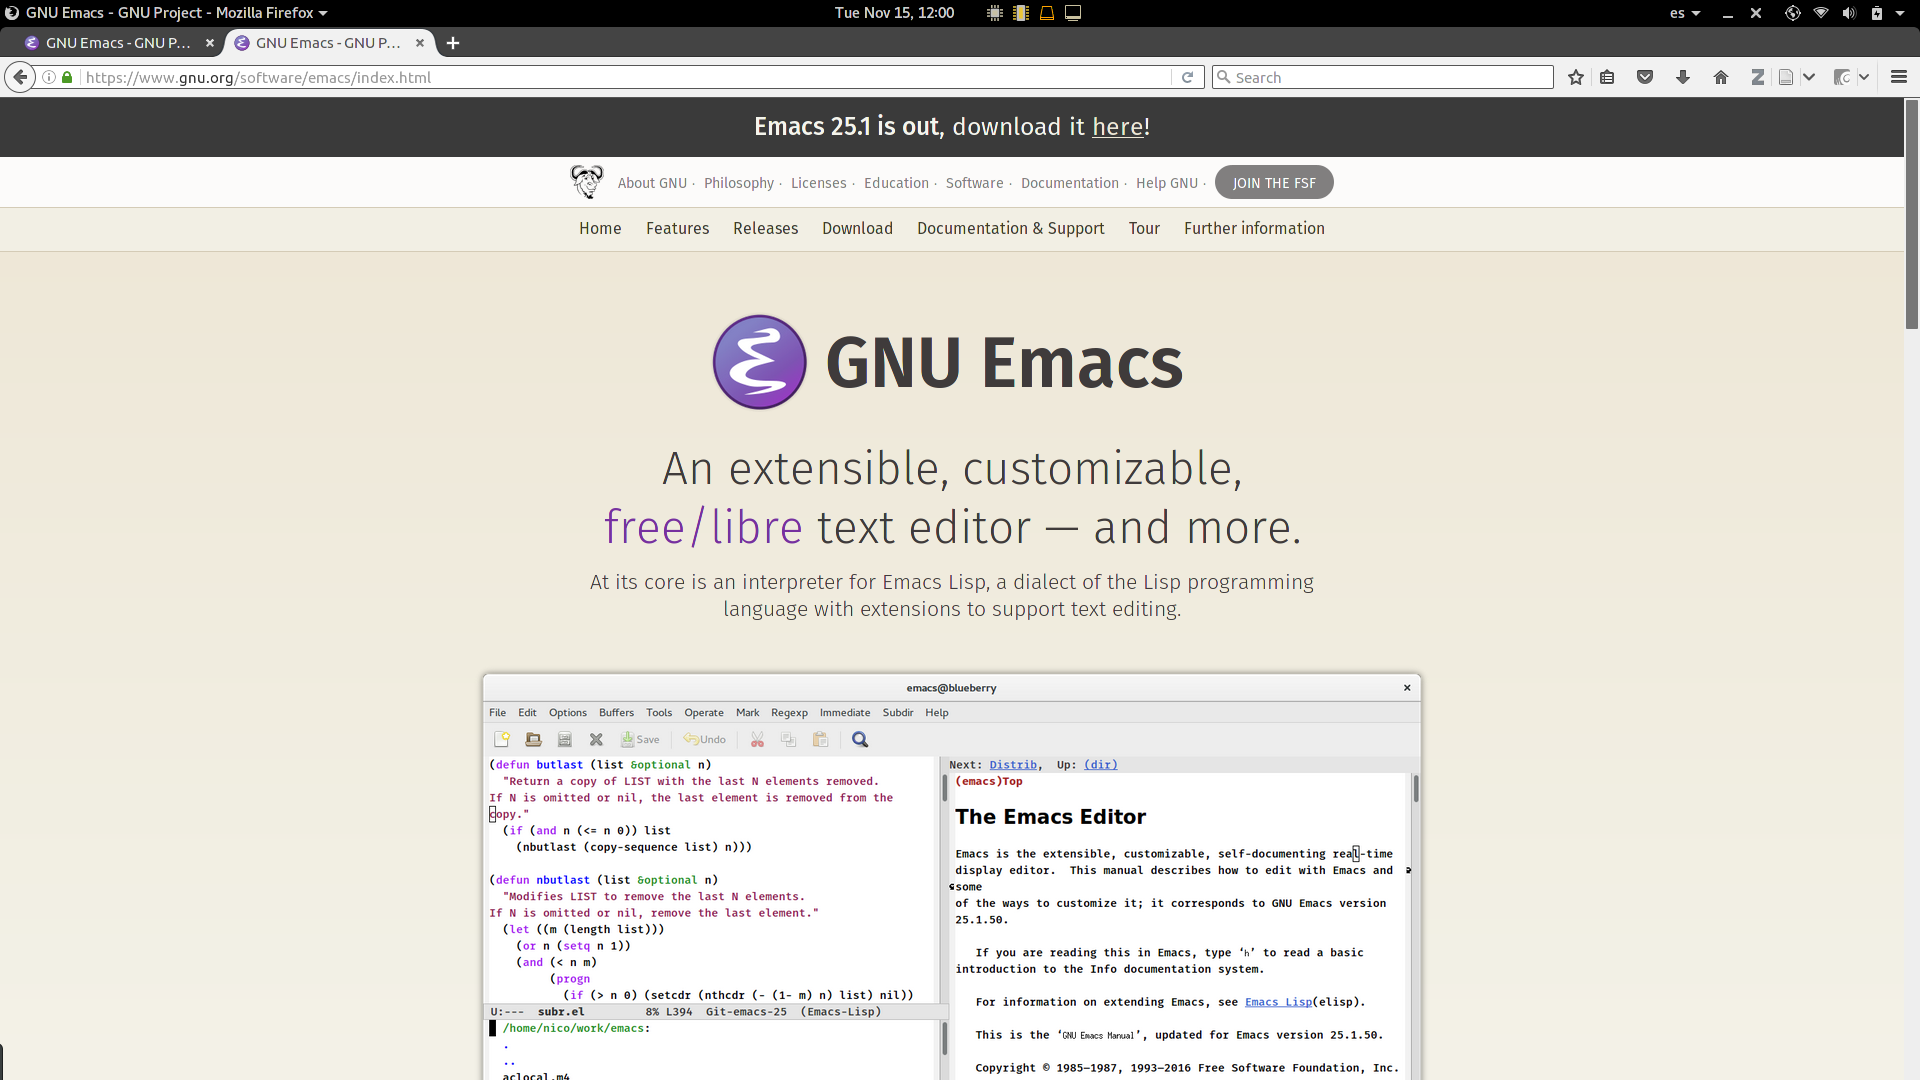 GNU Emacs - GNU Project - Mozilla Firefox
Tue Nov 15, 12:00
es
GNU Emacs - GNU P...
GNU Emacs - GNU P...
https://www.gnu.org/software/emacs/index.html
Search
Emacs 25.1 is out, download it here!
About GNU · Philosophy · Licenses · Education · Software · Documentation · Help GNU · JOIN THE FSF
Home Features Releases Download Documentation & Support Tour Further information
GNU Emacs
An extensible, customizable,
free/libre text editor — and more.
At its core is an interpreter for Emacs Lisp, a dialect of the Lisp programming
language with extensions to support text editing.
emacs@blueberry
File Edit Options Buffers Tools Operate Mark Regexp Immediate Subdir Help
Save Undo
(defun butlast (list &optional n)
"Return a copy of LIST with the last N elements removed.
If N is omitted or nil, the last element is removed from the
copy."
(if (and n (<= n 0)) list
(nbutlast (copy-sequence list) n)))
(defun nbutlast (list &optional n)
"Modifies LIST to remove the last N elements.
If N is omitted or nil, remove the last element."
(let ((m (length list)))
(or n (setq n 1))
(and (< n m)
(progn
(if (> n 0) (setcdr (nthcdr (- (1- m) n) list) nil))
U:--- subr.el 8% L394 Git-emacs-25 (Emacs-Lisp)
/home/nico/work/emacs:
.
..
aclocal.m4
Next: Distrib, Up: (dir)
(emacs)Top
The Emacs Editor
Emacs is the extensible, customizable, self-documenting real-time
display editor. This manual describes how to edit with Emacs and
some
of the ways to customize it; it corresponds to GNU Emacs version
25.1.50.
If you are reading this in Emacs, type ‘h’ to read a basic
introduction to the Info documentation system.
For information on extending Emacs, see Emacs Lisp(elisp).
This is the ‘GNU Emacs Manual’, updated for Emacs version 25.1.50.
Copyright © 1985–1987, 1993–2016 Free Software Foundation, Inc.